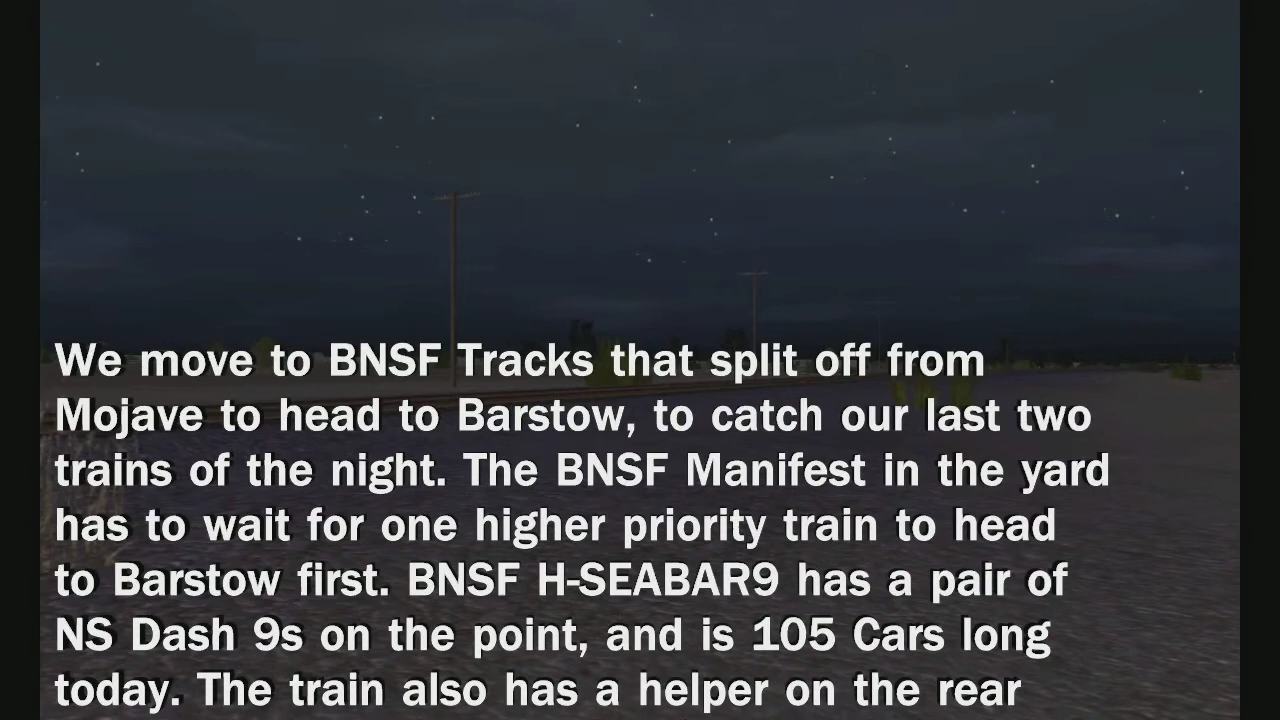 We move to BNSF Tracks that split off from
Mojave to head to Barstow, to catch our last two
trains of the night. The BNSF Manifest in the yard
has to wait for one higher priority train to head
to Barstow first. BNSF H-SEABAR9 has a pair of
NS Dash 9s on the point, and is 105 Cars long
today. The train also has a helper on the rear